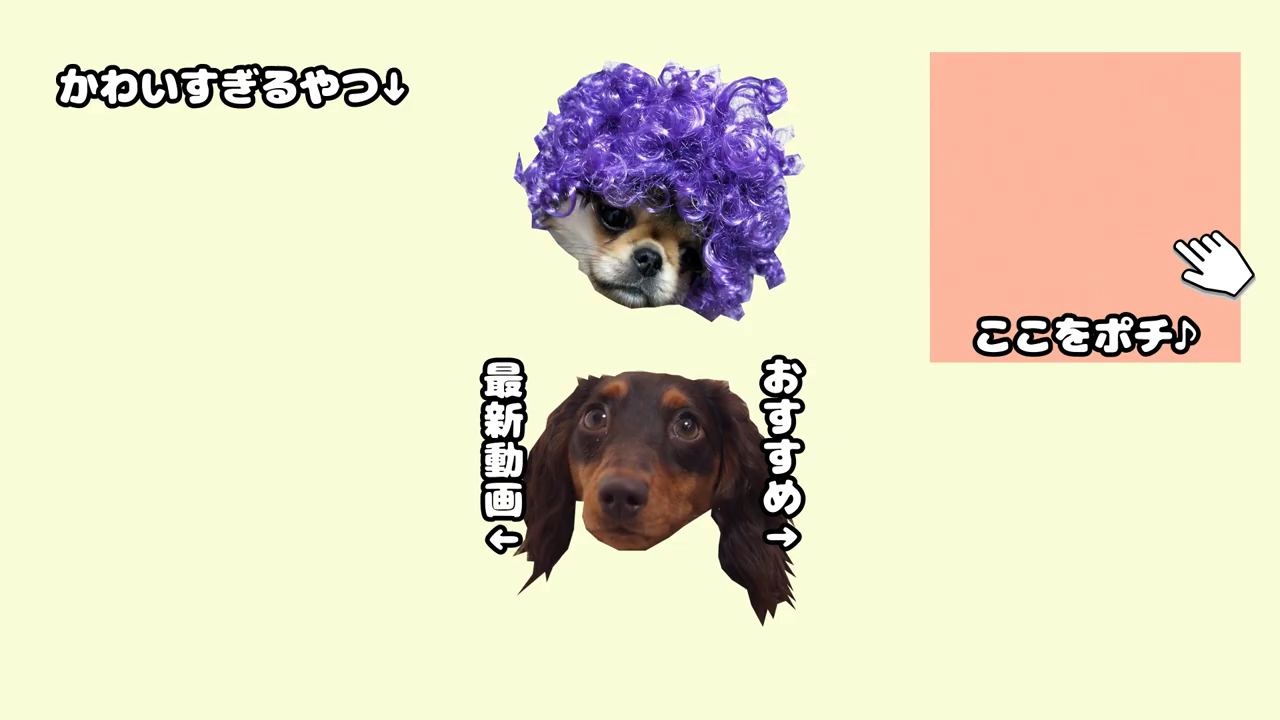 かわいすぎるやつ↓
ここをポチ♪
最新動画←
おすすめ→